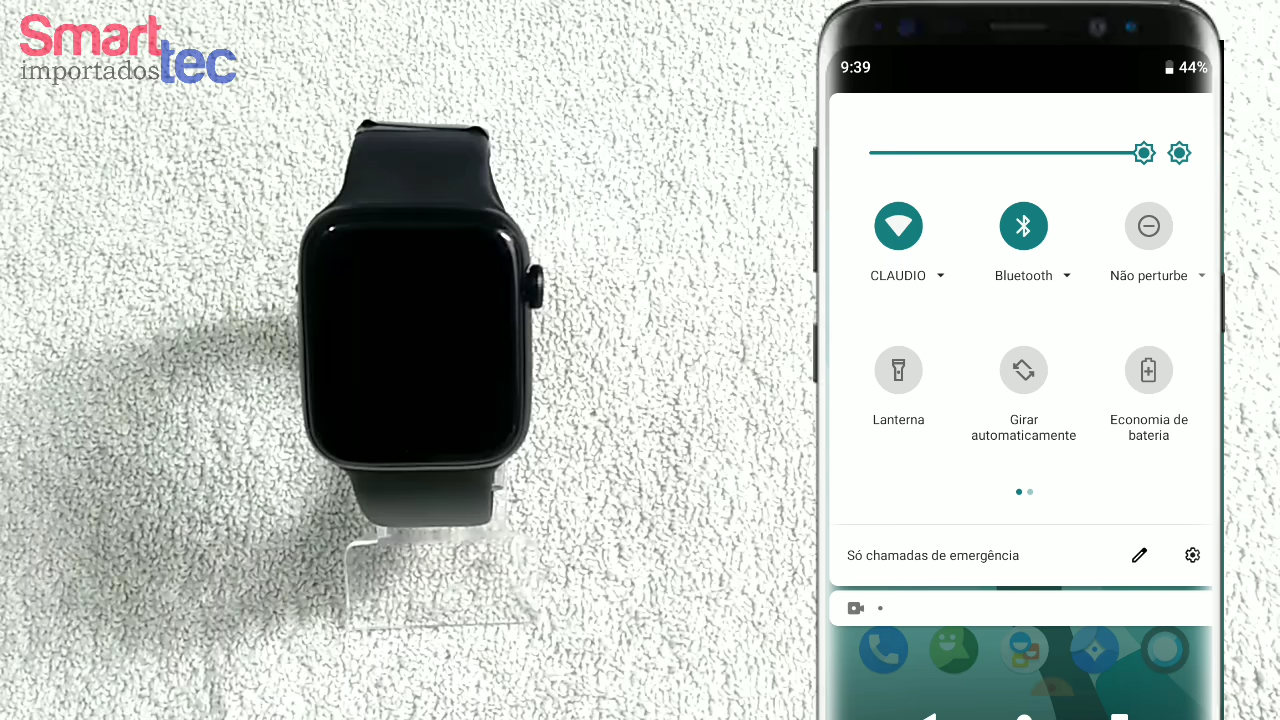 Smart
importados tec
9:39
44%
CLAUDIO
Bluetooth
Não perturbe
Lanterna
Girar
automaticamente
Economia de
bateria
Só chamadas de emergência